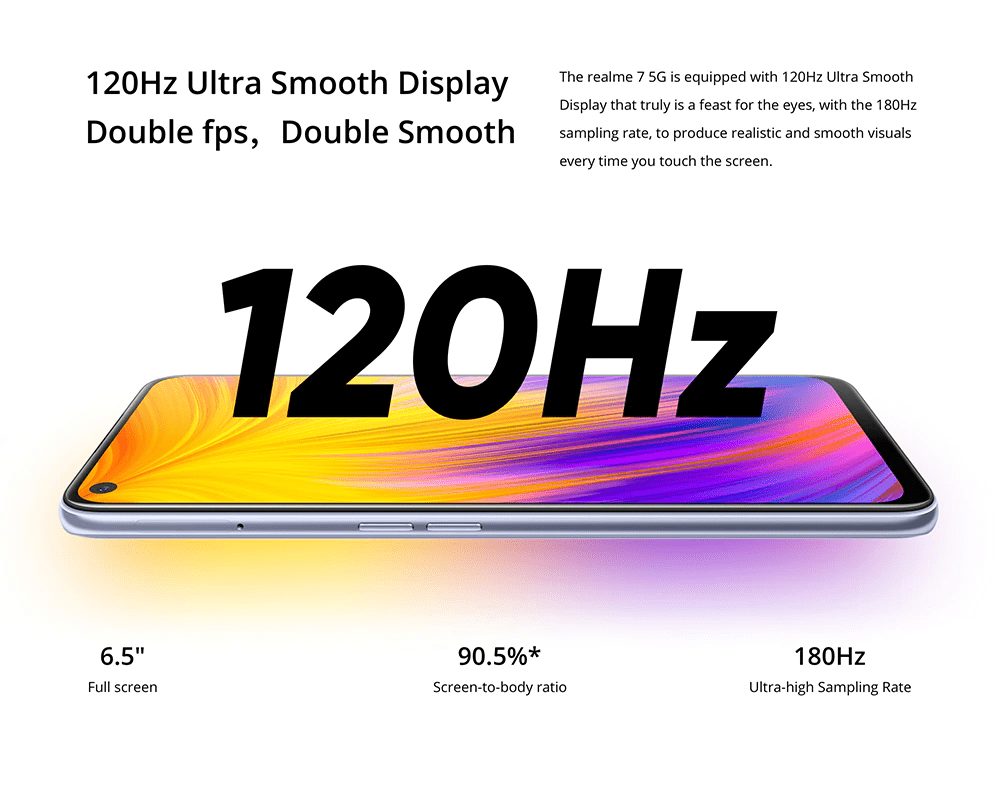 120Hz Ultra Smooth Display
Double fps，Double Smooth
The realme 7 5G is equipped with 120Hz Ultra Smooth
Display that truly is a feast for the eyes, with the 180Hz
sampling rate, to produce realistic and smooth visuals
every time you touch the screen.
120Hz
6.5"
Full screen
90.5%*
Screen-to-body ratio
180Hz
Ultra-high Sampling Rate